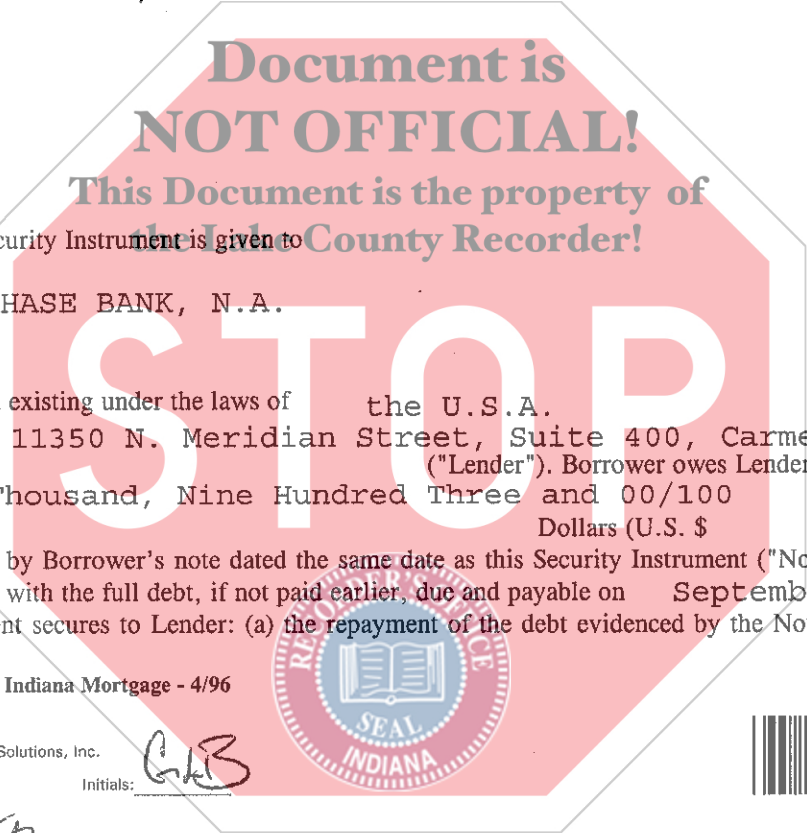 Document is
NOT OFFICIAL!
This Document is the property of
the Lake County Recorder!
curity Instrument is given to
HASE BANK, N.A.
existing under the laws of the U.S.A.
11350 N. Meridian Street, Suite 400, Carme
("Lender"). Borrower owes Lender
Thousand, Nine Hundred Three and 00/100
Dollars (U.S. $
by Borrower's note dated the same date as this Security Instrument ("No
with the full debt, if not paid earlier, due and payable on Septemb
nt secures to Lender: (a) the repayment of the debt evidenced by the No
Indiana Mortgage - 4/96
Solutions, Inc.
Initials:
STOP
RECORDER'S OFFICE
SEAL
INDIANA